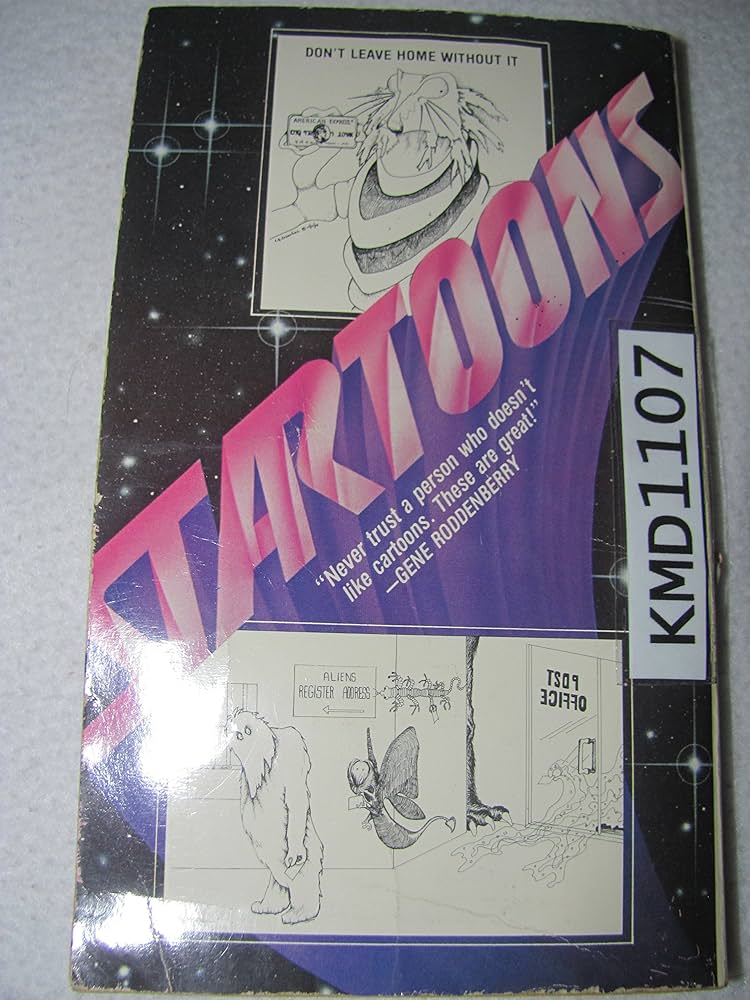 DON'T LEAVE HOME WITHOUT IT
AMERICAN EXPRESS
STARTOONS
"Never trust a person who doesn't
like cartoons. These are great!"
—GENE RODDENBERRY
KMD1107
ALIENS
REGISTER ADDRESS
POST
OFFICE